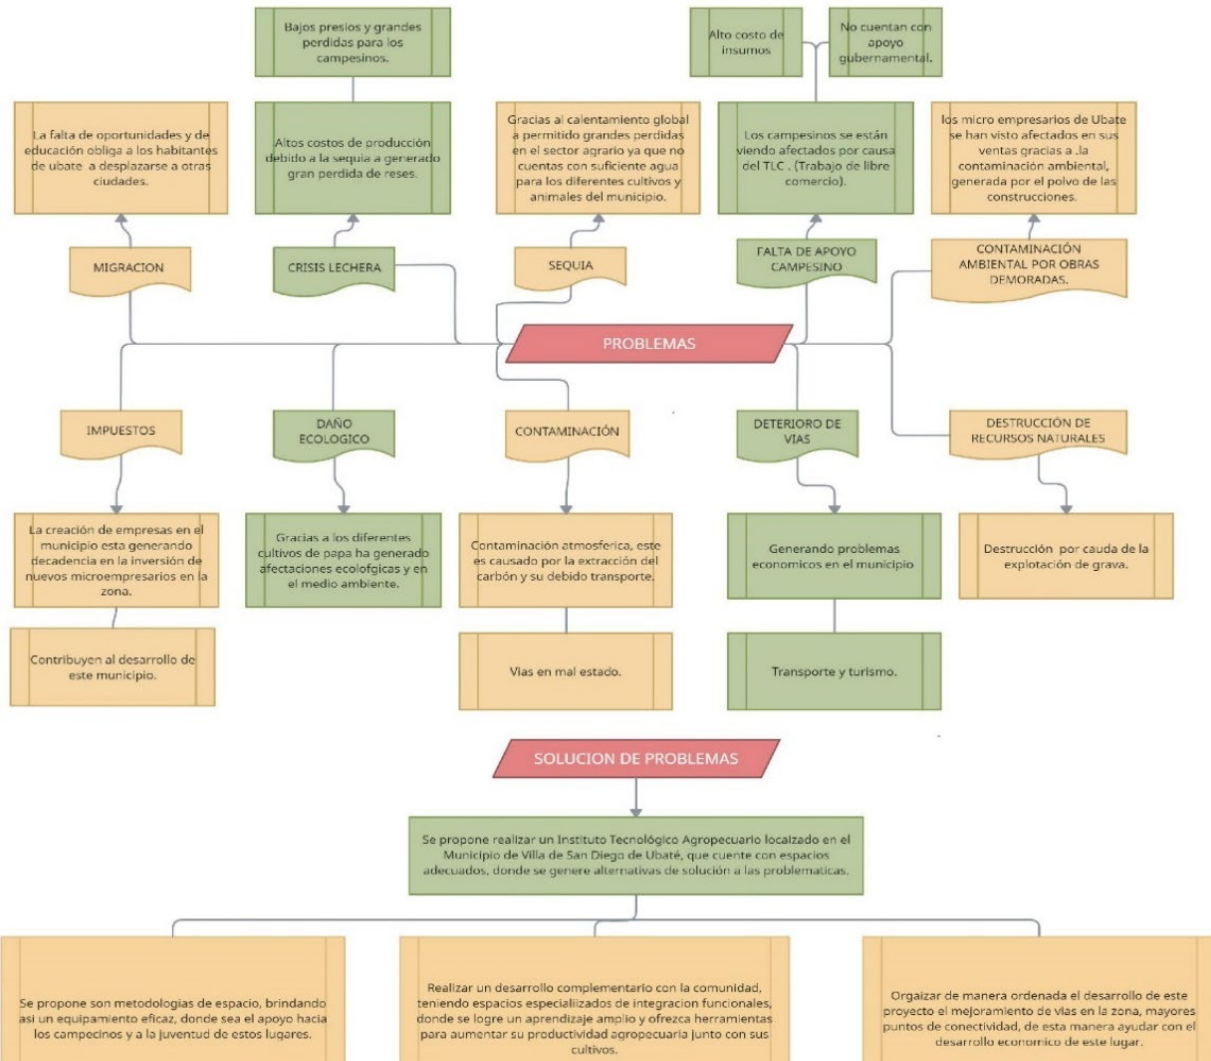 Bajos presios y grandes
perdidas para los
campesinos.
Alto costo de
insumos
No cuentan con
apoyo
gubernamental.
La falta de oportunidades y de
educación obliga a los habitantes
de ubate a desplazarse a otras
ciudades.
Altos costos de producción
debido a la sequia a generado
gran perdida de reses.
Gracias al calentamiento global
a permitido grandes perdidas
en el sector agrario ya que no
cuentas con suficiente agua
para los diferentes cultivos y
animales del municipio.
Los campesinos se están
viendo afectados por causa
del TLC . (Trabajo de libre
comercio).
los micro empresarios de Ubate
se han visto afectados en sus
ventas gracias a .la
contaminación ambiental,
generada por el polvo de las
construcciones.
MIGRACION
CRISIS LECHERA
SEQUIA
FALTA DE APOYO
CAMPESINO
CONTAMINACIÓN
AMBIENTAL POR OBRAS
DEMORADAS.
PROBLEMAS
IMPUESTOS
DAÑO
ECOLOGICO
CONTAMINACIÓN
DETERIORO DE
VIAS
DESTRUCCIÓN DE
RECURSOS NATURALES
La creación de empresas en el
municipio esta generando
decadencia en la inversión de
nuevos microempresarios en la
zona.
Gracias a los diferentes
cultivos de papa ha generado
afectaciones ecolofgicas y en
el medio ambiente.
Contaminación atmosferica, este
es causado por la extracción del
carbón y su debido transporte.
Generando problemas
economicos en el municipio
Destrucción por cauda de la
explotación de grava.
Contribuyen al desarrollo de
este municipio.
Vias en mal estado.
Transporte y turismo.
SOLUCION DE PROBLEMAS
Se propone realizar un Instituto Tecnológico Agropecuario localzado en el
Municipio de Villa de San Diego de Ubaté, que cuente con espacios
adecuados, donde se genere alternativas de solución a las problematicas.
Se propone son metodologias de espacio, brindando
asi un equipamiento eficaz, donde sea el apoyo hacia
los campecinos y a la juventud de estos lugares.
Realizar un desarrollo complementario con la comunidad,
teniendo espacios especialiizados de integracion funcionales,
donde se logre un aprendizaje amplio y ofrezca herramientas
para aumentar su productividad agropecuaria junto con sus
cultivos.
Orgaizar de manera ordenada el desarrollo de este
proyecto el mejoramiento de vias en la zona, mayores
puntos de conectividad, de esta manera ayudar con el
desarrollo economico de este lugar.